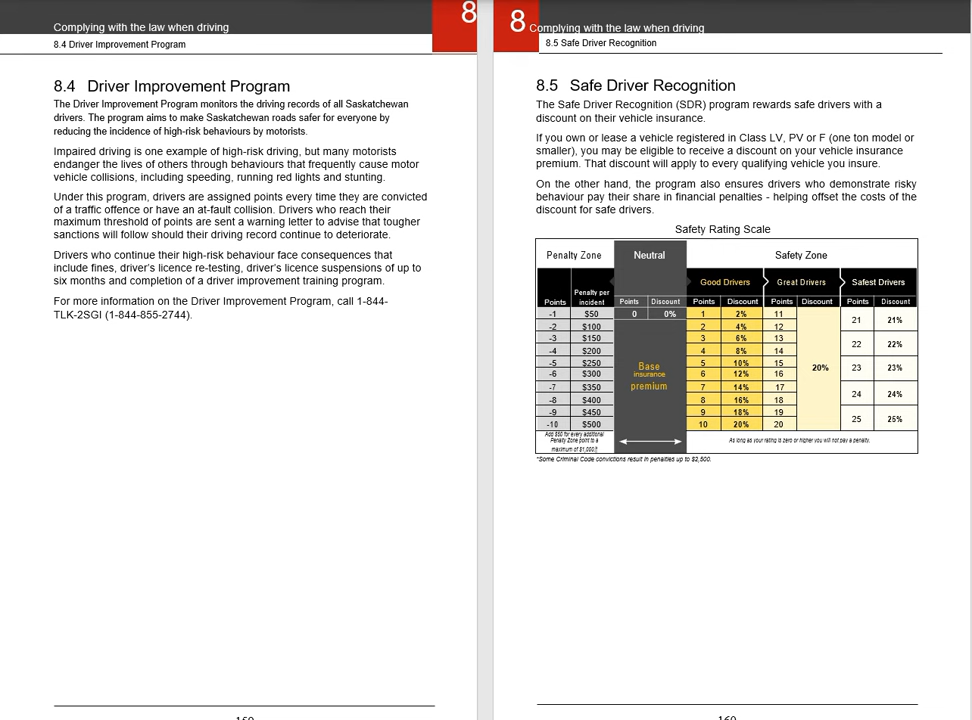 Complying with the law when driving
8
8.4 Driver Improvement Program
8.4 Driver Improvement Program
The Driver Improvement Program monitors the driving records of all Saskatchewan
drivers. The program aims to make Saskatchewan roads safer for everyone by
reducing the incidence of high-risk behaviours by motorists.
Impaired driving is one example of high-risk driving, but many motorists
endanger the lives of others through behaviours that frequently cause motor
vehicle collisions, including speeding, running red lights and stunting.
Under this program, drivers are assigned points every time they are convicted
of a traffic offence or have an at-fault collision. Drivers who reach their
maximum threshold of points are sent a warning letter to advise that tougher
sanctions will follow should their driving record continue to deteriorate.
Drivers who continue their high-risk behaviour face consequences that
include fines, driver's licence re-testing, driver's licence suspensions of up to
six months and completion of a driver improvement training program.
For more information on the Driver Improvement Program, call 1-844-
TLK-2SGI (1-844-855-2744).
8 Complying with the law when driving
8.5 Safe Driver Recognition
8.5 Safe Driver Recognition
The Safe Driver Recognition (SDR) program rewards safe drivers with a
discount on their vehicle insurance.
If you own or lease a vehicle registered in Class LV, PV or F (one ton model or
smaller), you may be eligible to receive a discount on your vehicle insurance
premium. That discount will apply to every qualifying vehicle you insure.
On the other hand, the program also ensures drivers who demonstrate risky
behaviour pay their share in financial penalties - helping offset the costs of the
discount for safe drivers.
Safety Rating Scale
Penalty Zone Neutral Safety Zone
Good Drivers Great Drivers Safest Drivers
Points Penalty per incident Points Discount Points Discount Points Discount Points Discount
-1 $50 0 0% 1 2% 11
-2 $100 2 4% 12
21 21%
-3 $150 3 6% 13
-4 $200 4 8% 14
22 22%
-5 $250 5 10% 15
Base insurance premium
20%
23 23%
-6 $300 6 12% 16
-7 $350 7 14% 17
-8 $400 8 16% 18
24 24%
-9 $450 9 18% 19
-10 $500 10 20% 20
25 25%
Add $50 for every additional
Penalty Zone point to a
maximum of $1,000!*
As long as your rating is zero or higher you will not pay a penalty.
*Some Criminal Code convictions result in penalties up to $2,500.